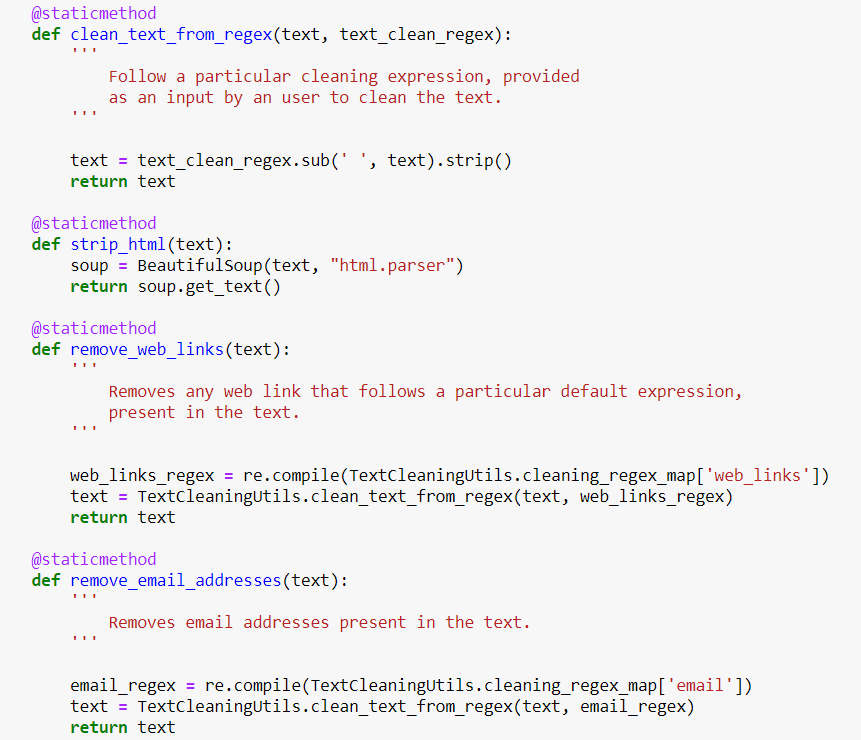 @staticmethod
def clean_text_from_regex(text, text_clean_regex):
    '''
        Follow a particular cleaning expression, provided
        as an input by an user to clean the text.
    '''

    text = text_clean_regex.sub(' ', text).strip()
    return text

@staticmethod
def strip_html(text):
    soup = BeautifulSoup(text, "html.parser")
    return soup.get_text()

@staticmethod
def remove_web_links(text):
    '''
        Removes any web link that follows a particular default expression,
        present in the text.
    '''

    web_links_regex = re.compile(TextCleaningUtils.cleaning_regex_map['web_links'])
    text = TextCleaningUtils.clean_text_from_regex(text, web_links_regex)
    return text

@staticmethod
def remove_email_addresses(text):
    '''
        Removes email addresses present in the text.
    '''

    email_regex = re.compile(TextCleaningUtils.cleaning_regex_map['email'])
    text = TextCleaningUtils.clean_text_from_regex(text, email_regex)
    return text